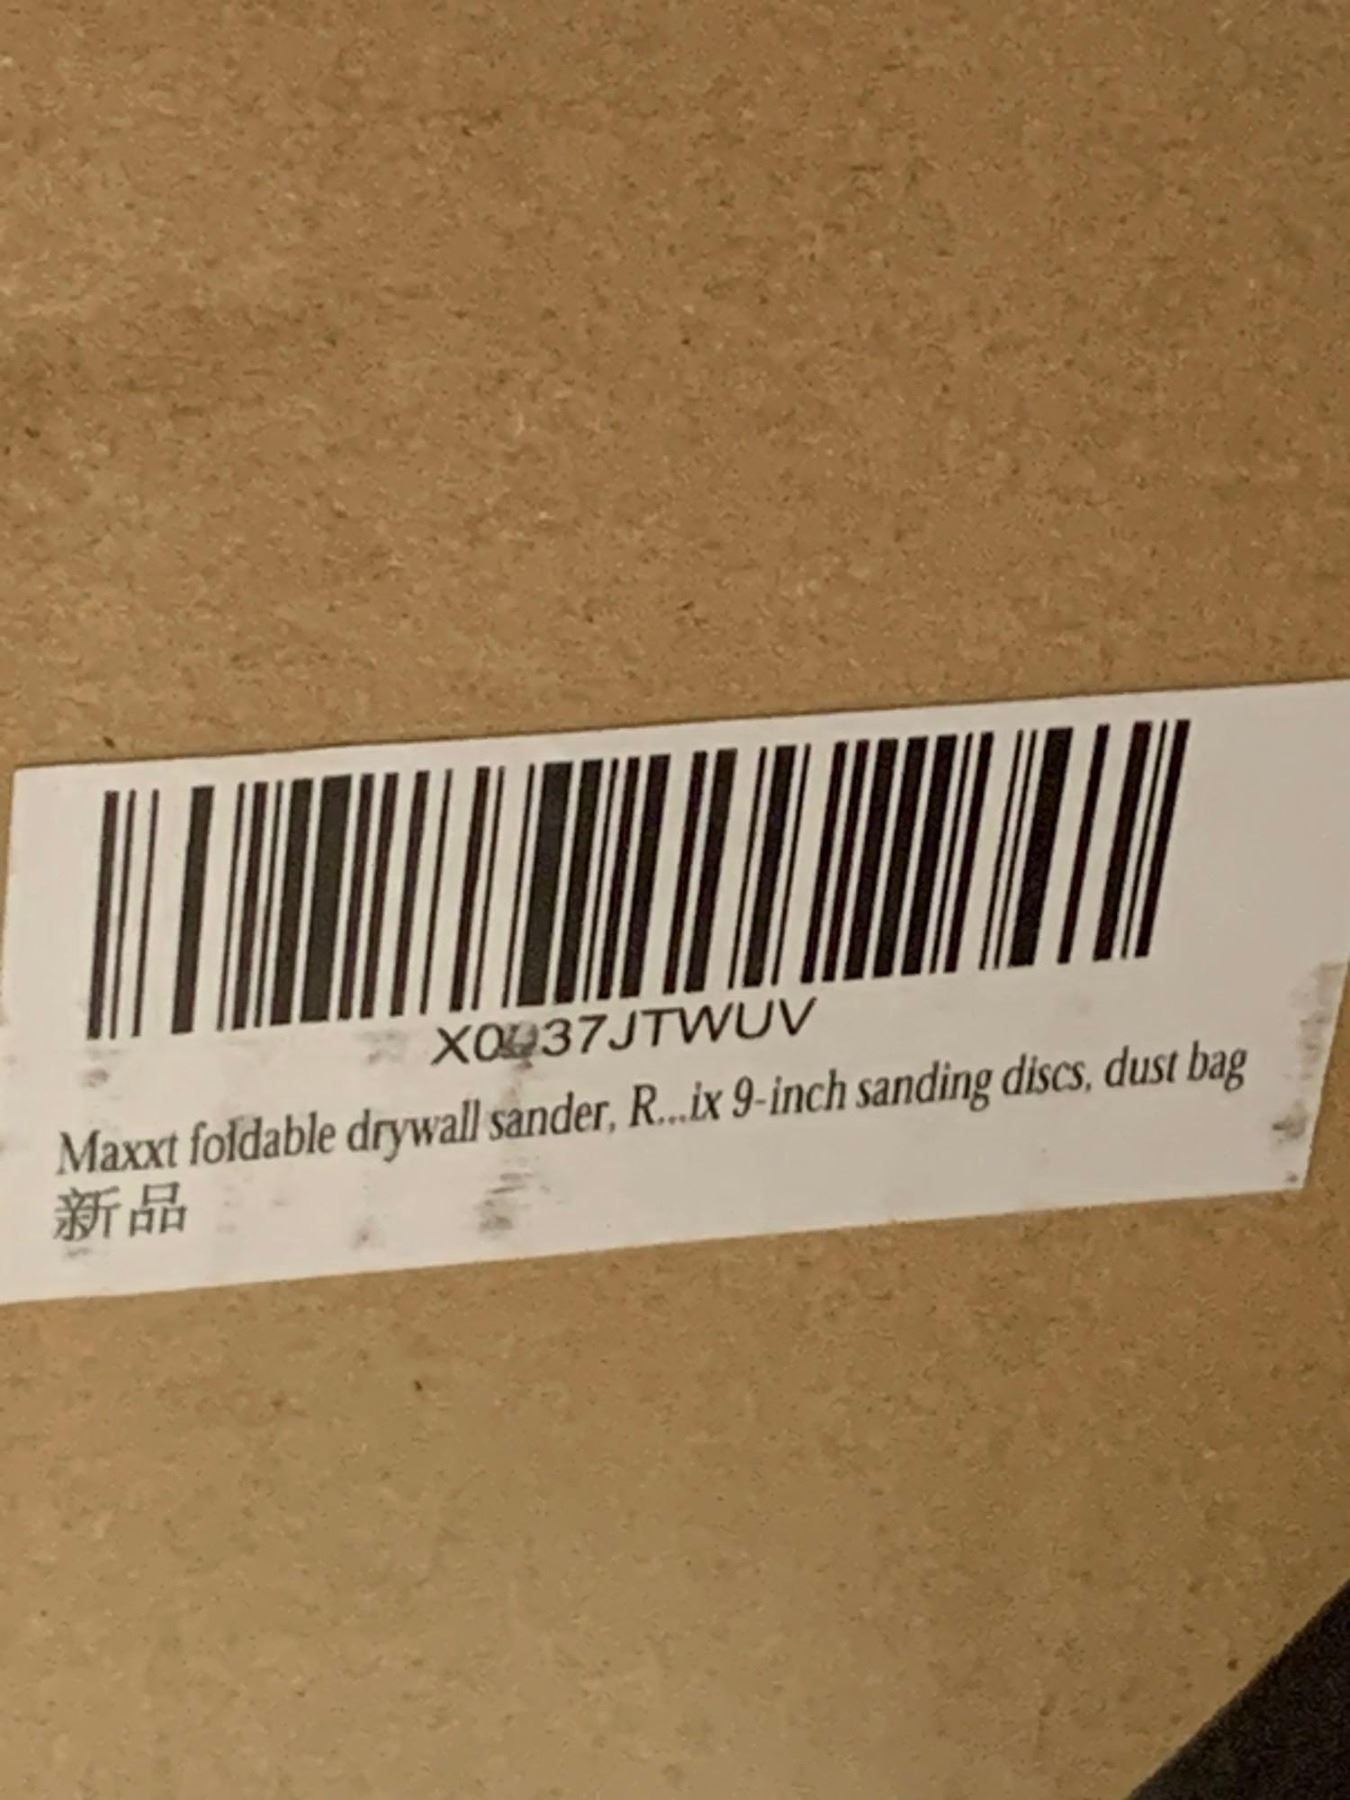 Maxxt foldable drywall sander, R...ix 9-inch sanding discs, dust bag
新品